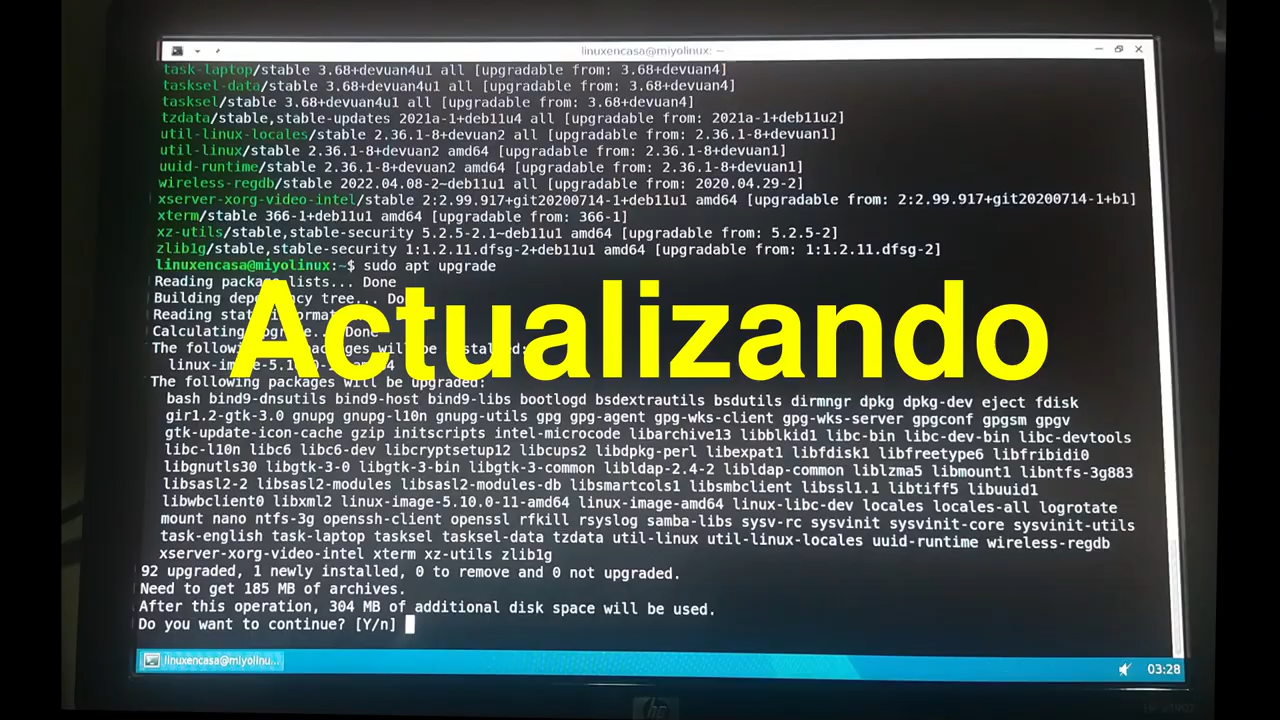 linuxencasa@miyolinux: ~
task-laptop/stable 3.68+devuan4u1 all [upgradable from: 3.68+devuan4]
tasksel-data/stable 3.68+devuan4u1 all [upgradable from: 3.68+devuan4]
tasksel/stable 3.68+devuan4u1 all [upgradable from: 3.68+devuan4]
tzdata/stable,stable-updates 2021a-1+deb11u4 all [upgradable from: 2021a-1+deb11u2]
util-linux-locales/stable 2.36.1-8+devuan2 all [upgradable from: 2.36.1-8+devuan1]
util-linux/stable 2.36.1-8+devuan2 amd64 [upgradable from: 2.36.1-8+devuan1]
uuid-runtime/stable 2.36.1-8+devuan2 amd64 [upgradable from: 2.36.1-8+devuan1]
wireless-regdb/stable 2022.04.08-2~deb11u1 all [upgradable from: 2020.04.29-2]
xserver-xorg-video-intel/stable 2:2.99.917+git20200714-1+deb11u1 amd64 [upgradable from: 2:2.99.917+git20200714-1+b1]
xterm/stable 366-1+deb11u1 amd64 [upgradable from: 366-1]
xz-utils/stable,stable-security 5.2.5-2.1~deb11u1 amd64 [upgradable from: 5.2.5-2]
zlib1g/stable,stable-security 1:1.2.11.dfsg-2+deb11u1 amd64 [upgradable from: 1:1.2.11.dfsg-2]
linuxencasa@miyolinux:~$ sudo apt upgrade
Reading package lists... Done
Building dependency tree... Do
Reading stat
Calculating Done
Actualizando
The following packages will be installed:
linux-image-5.10
The following packages will be upgraded:
bash bind9-dnsutils bind9-host bind9-libs bootlogd bsdextrautils bsdutils dirmngr dpkg dpkg-dev eject fdisk
gir1.2-gtk-3.0 gnupg gnupg-l10n gnupg-utils gpg gpg-agent gpg-wks-client gpg-wks-server gpgconf gpgsm gpgv
gtk-update-icon-cache gzip initscripts intel-microcode libarchive13 libblkid1 libc-bin libc-dev-bin libc-devtools
libc-l10n libc6 libc6-dev libcryptsetup12 libcups2 libdpkg-perl libexpat1 libfdisk1 libfreetype6 libfribidi0
libgnutls30 libgtk-3-0 libgtk-3-bin libgtk-3-common libldap-2.4-2 libldap-common liblzma5 libmount1 libntfs-3g883
libsasl2-2 libsasl2-modules libsasl2-modules-db libsmartcols1 libsmbclient libssl1.1 libtiff5 libuuid1
libwbclient0 libxml2 linux-image-5.10.0-11-amd64 linux-image-amd64 linux-libc-dev locales locales-all logrotate
mount nano ntfs-3g openssh-client openssl rfkill rsyslog samba-libs sysv-rc sysvinit sysvinit-core sysvinit-utils
task-english task-laptop tasksel tasksel-data tzdata util-linux util-linux-locales uuid-runtime wireless-regdb
xserver-xorg-video-intel xterm xz-utils zlib1g
92 upgraded, 1 newly installed, 0 to remove and 0 not upgraded.
Need to get 185 MB of archives.
After this operation, 304 MB of additional disk space will be used.
Do you want to continue? [Y/n]
linuxencasa@miyolinu...
03:28
hp